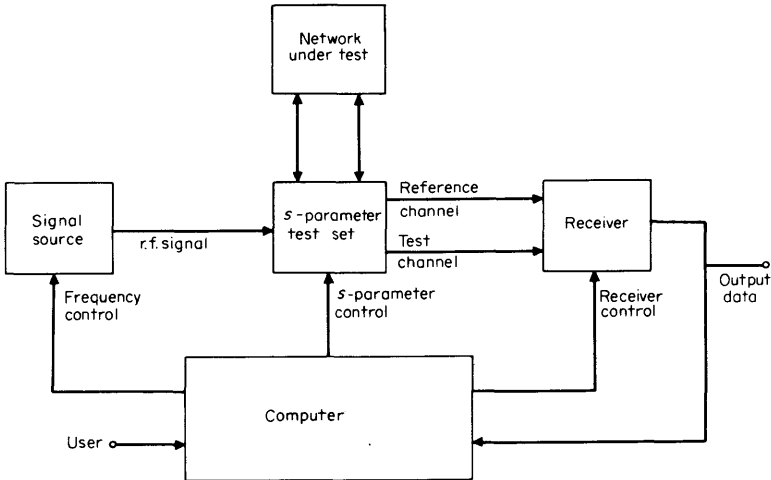 Network
under test
Signal
source
r.f. signal
s-parameter
test set
Reference
channel
Test
channel
Receiver
Output
data
Frequency
control
s-parameter
control
Receiver
control
Computer
User